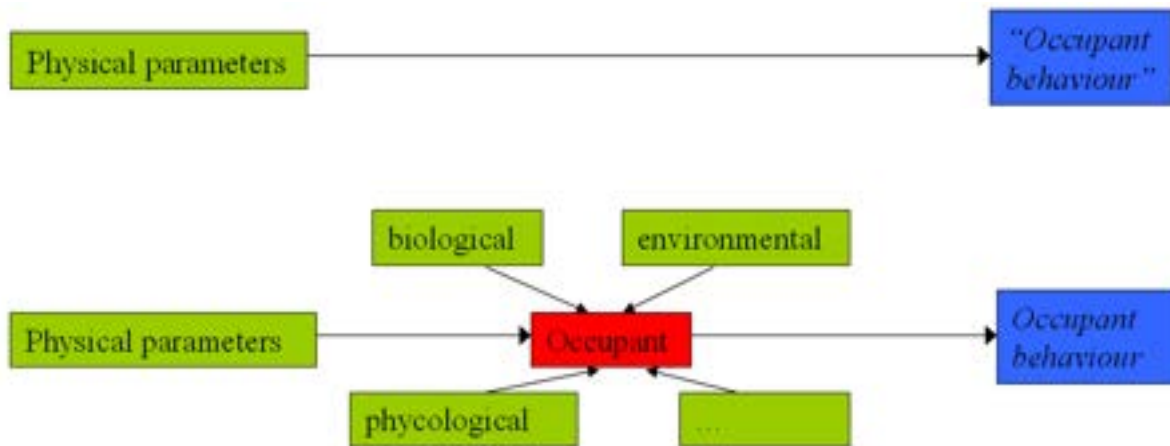 Physical parameters
“Occupant
behaviour”
biological
environmental
Physical parameters
Occupant
Occupant
behaviour
phycological
....